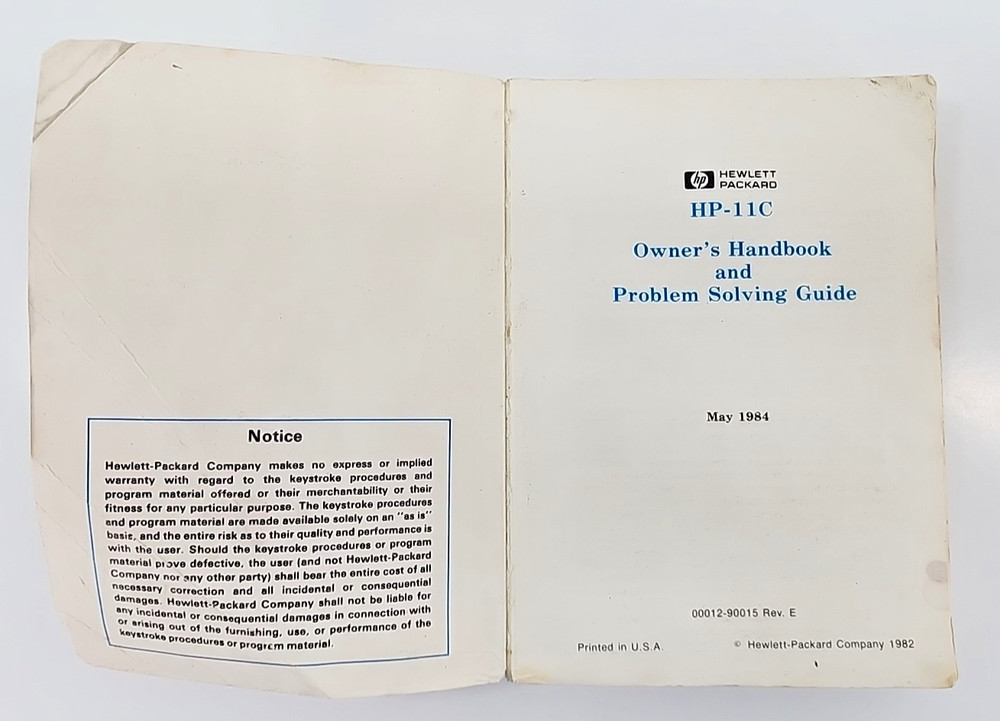 Notice
Hewlett-Packard Company makes no express or implied
warranty with regard to the keystroke procedures and
program material offered or their merchantability or their
fitness for any particular purpose. The keystroke procedures
and program material are made available solely on an "as is"
basis, and the entire risk as to their quality and performance is
with the user. Should the keystroke procedures or program
material prove defective, the user (and not Hewlett-Packard
Company nor any other party) shall bear the entire cost of all
necessary correction and all incidental or consequential
damages. Hewlett-Packard Company shall not be liable for
any incidental or consequential damages in connection with
or arising out of the furnishing, use, or performance of the
keystroke procedures or program material.
hp HEWLETT
PACKARD
HP-11C
Owner's Handbook
and
Problem Solving Guide
May 1984
00012-90015 Rev. E
Printed in U.S.A.
© Hewlett-Packard Company 1982